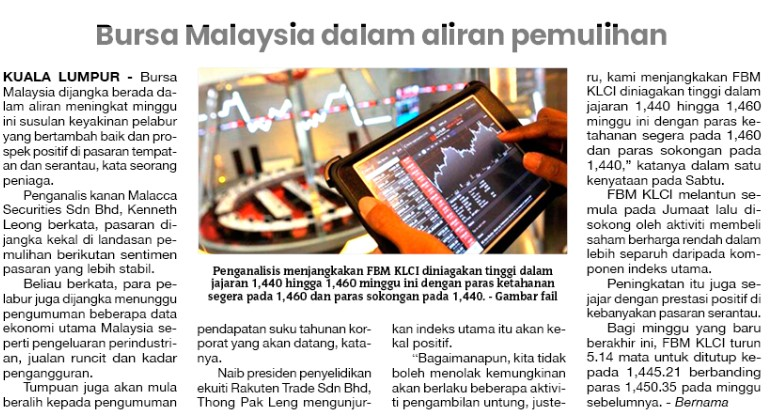 Bursa Malaysia dalam aliran pemulihan
KUALA LUMPUR - Bursa
Malaysia dijangka berada da-
lam aliran meningkat minggu
ini susulan keyakinan pelabur
yang bertambah baik dan pro-
spek positif di pasaran tempat-
an dan serantau, kata seorang
peniaga.
Penganalis kanan Malacca
Securities Sdn Bhd, Kenneth
Leong berkata, pasaran di-
jangka kekal di landasan pe-
mulihan berikutan sentimen
pasaran yang lebih stabil.
Beliau berkata, para pe-
labur juga dijangka menunggu
pengumuman beberapa data
ekonomi utama Malaysia se-
perti pengeluaran perindustri-
an, jualan runcit dan kadar
pengangguran.
Tumpuan juga akan mula
beralih kepada pengumuman
Penganalisis menjangkakan FBM KLCI diniagakan tinggi dalam
jajaran 1,440 hingga 1,460 minggu ini dengan paras ketahanan
segera pada 1,460 dan paras sokongan pada 1,440. - Gambar fail
pendapatan suku tahunan kor-
porat yang akan datang, kata-
nya.
Naib presiden penyelidikan
ekuiti Rakuten Trade Sdn Bhd,
Thong Pak Leng mengunjur-
kan indeks utama itu akan ke-
kal positif.
“Bagaimanapun, kita tidak
boleh menolak kemungkinan
akan berlaku beberapa aktivi-
ti pengambilan untung, juste-
ru, kami menjangkakan FBM
KLCI diniagakan tinggi dalam
jajaran 1,440 hingga 1,460
minggu ini dengan paras ke-
tahanan segera pada 1,460
dan paras sokongan pada
1,440,” katanya dalam satu
kenyataan pada Sabtu.
FBM KLCI melantun se-
mula pada Jumaat lalu di-
sokong oleh aktiviti membeli
saham berharga rendah dalam
lebih separuh daripada kom-
ponen indeks utama.
Peningkatan itu juga se-
jajar dengan prestasi positif di
kebanyakan pasaran serantau.
Bagi minggu yang baru
berakhir ini, FBM KLCI turun
5.14 mata untuk ditutup ke-
pada 1,445.21 berbanding
paras 1,450.35 pada minggu
sebelumnya. - Bernama